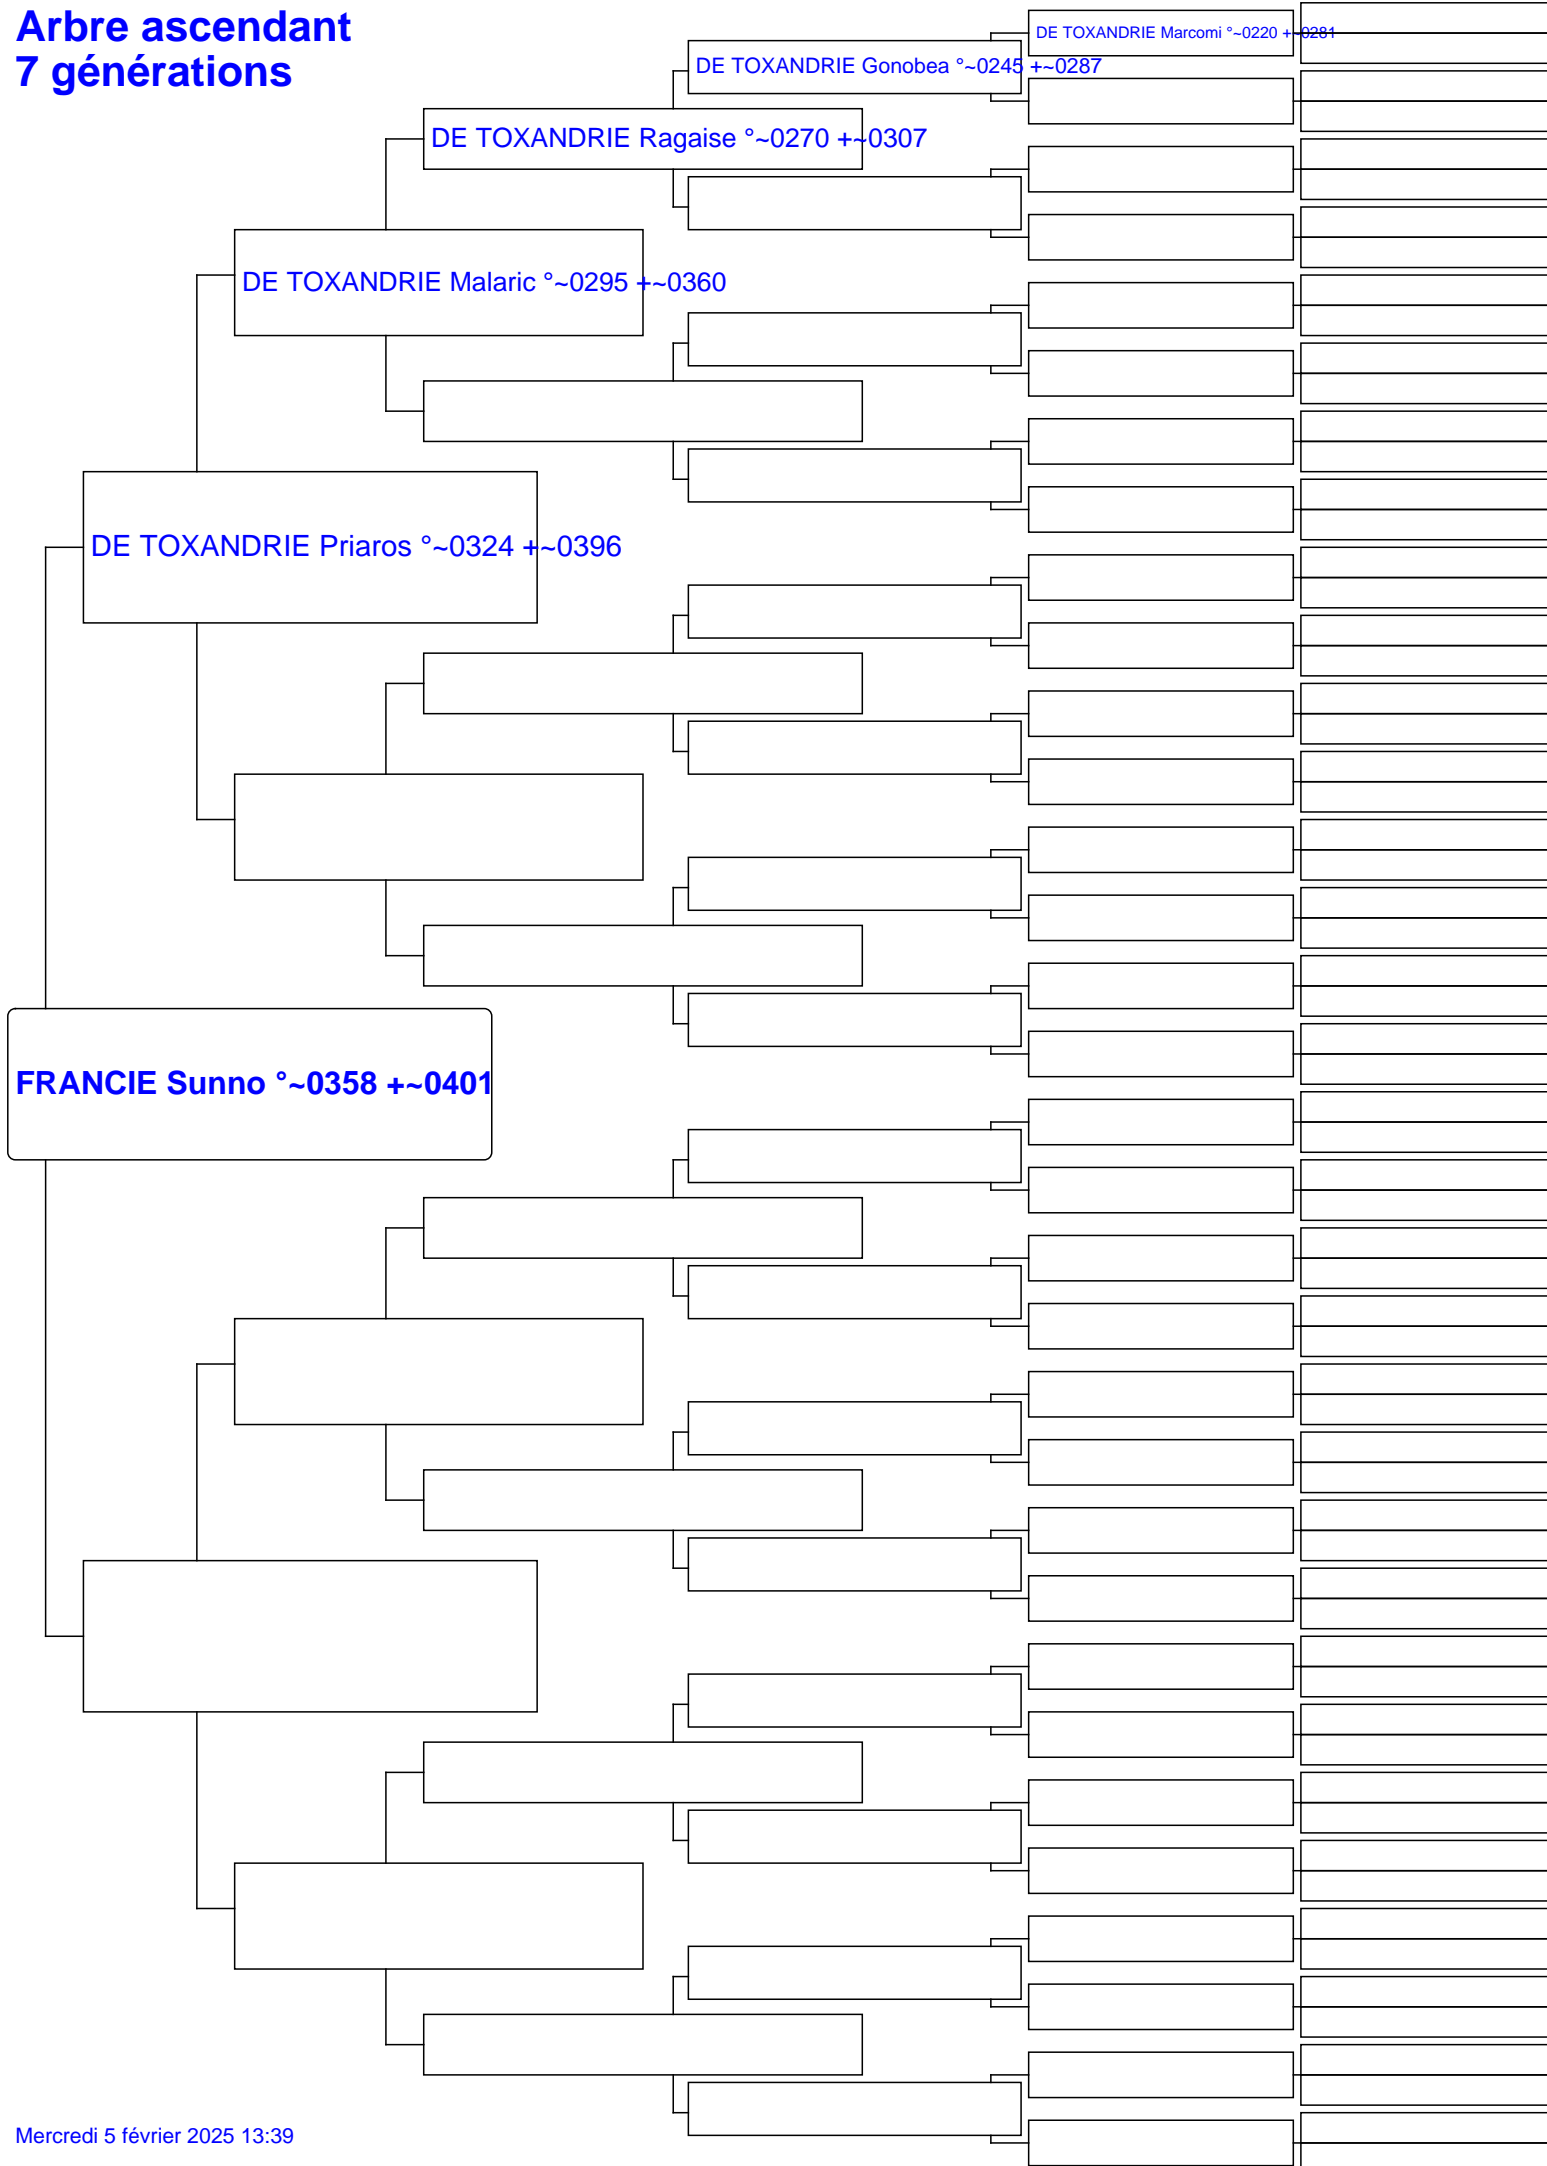 Arbre ascendant
7 générations
DE TOXANDRIE Marcomi °~0220 +~0281
DE TOXANDRIE Gonobea °~0245 +~0287
DE TOXANDRIE Ragaise °~0270 +~0307
DE TOXANDRIE Malaric °~0295 +~0360
DE TOXANDRIE Priaros °~0324 +~0396
FRANCIE Sunno °~0358 +~0401
Mercredi 5 février 2025 13:39